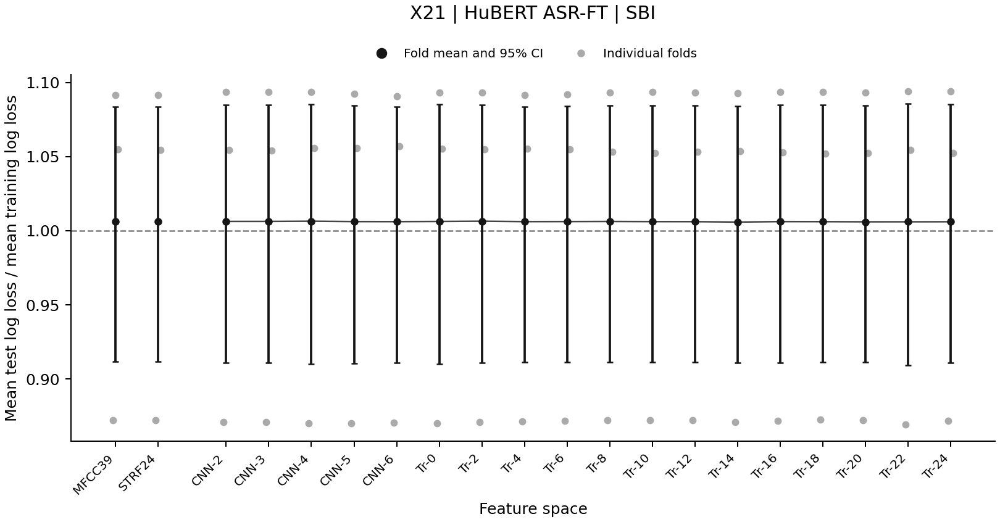 X21 | HuBERT ASR-FT | SBI
Fold mean and 95% CI
Individual folds
Mean test log loss / mean training log loss
1.10
1.05
1.00
0.95
0.90
MFCC39
STRF24
CNN-2
CNN-3
CNN-4
CNN-5
CNN-6
Tr-0
Tr-2
Tr-4
Tr-6
Tr-8
Tr-10
Tr-12
Tr-14
Tr-16
Tr-18
Tr-20
Tr-22
Tr-24
Feature space